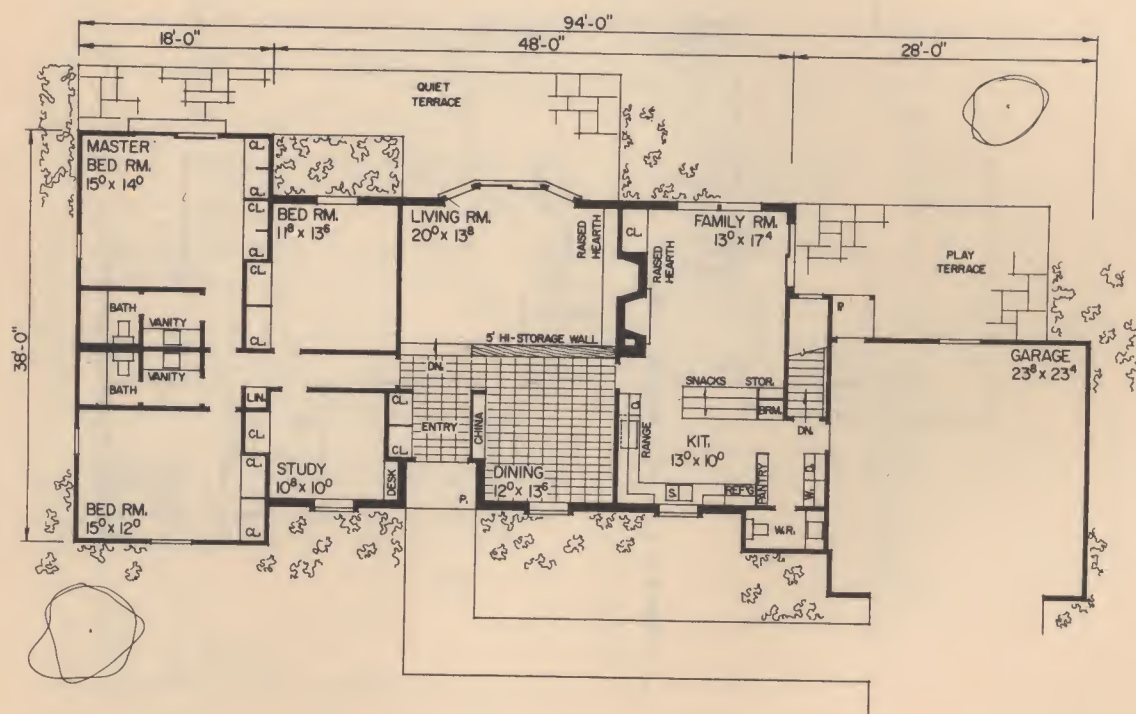 94'-0"
18'-0"
48'-0"
28'-0"
38'-0"
QUIET
TERRACE
MASTER
BED RM.
15⁰ x 14⁰
CL.
CL.
CL.
CL.
CL.
CL.
BED RM.
11⁸ x 13⁶
LIVING RM.
20⁰ x 13⁸
RAISED
HEARTH
CL.
RAISED
HEARTH
FAMILY RM.
13⁰ x 17⁴
PLAY
TERRACE
P.
BATH
VANITY
VANITY
BATH
5' HI-STORAGE WALL
DN.
GARAGE
23⁸ x 23⁴
SNACKS
STOR.
BRM.
DN.
LIN.
CL.
CL.
CL.
CL.
CL.
ENTRY
CHINA
RANGE
O.
KIT.
13⁰ x 10⁰
STUDY
10⁸ x 10⁰
DESK
P.
DINING
12⁰ x 13⁶
S.
REF'G.
PANTRY
D.
W.
W.R.
BED RM.
15⁰ x 12⁰